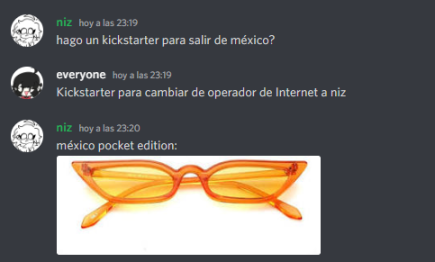 niz hoy a las 23:19
hago un kickstarter para salir de méxico?
everyone hoy a las 23:19
Kickstarter para cambiar de operador de Internet a niz
niz hoy a las 23:20
méxico pocket edition: